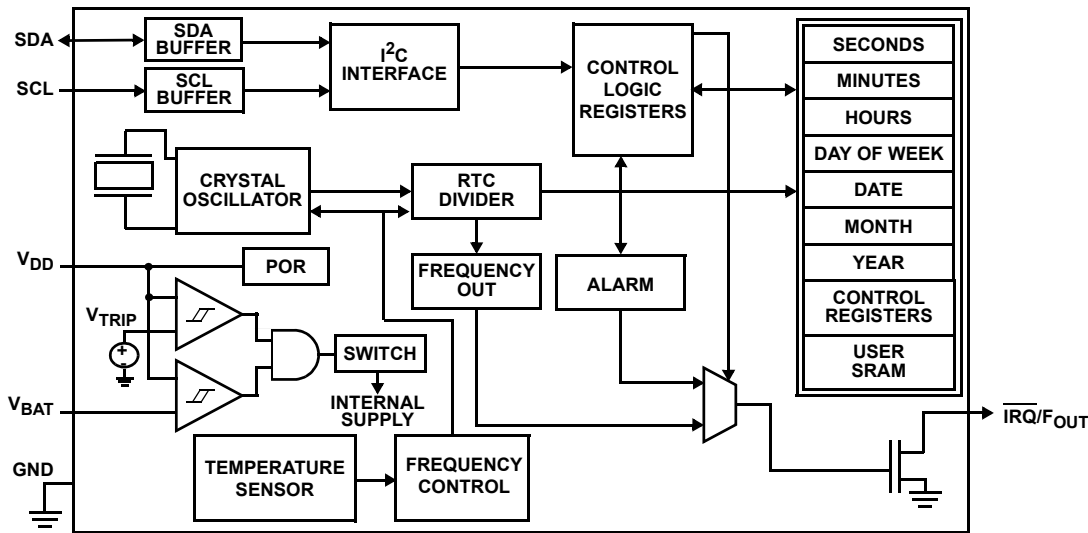 SDA
SDA
BUFFER
I²C
INTERFACE
SCL
SCL
BUFFER
CONTROL
LOGIC
REGISTERS
SECONDS
MINUTES
HOURS
DAY OF WEEK
DATE
MONTH
YEAR
CONTROL
REGISTERS
USER
SRAM
CRYSTAL
OSCILLATOR
RTC
DIVIDER
VDD
POR
FREQUENCY
OUT
ALARM
VTRIP
+
-
SWITCH
INTERNAL
SUPPLY
VBAT
I̅R̅Q̅/FOUT
GND
TEMPERATURE
SENSOR
FREQUENCY
CONTROL